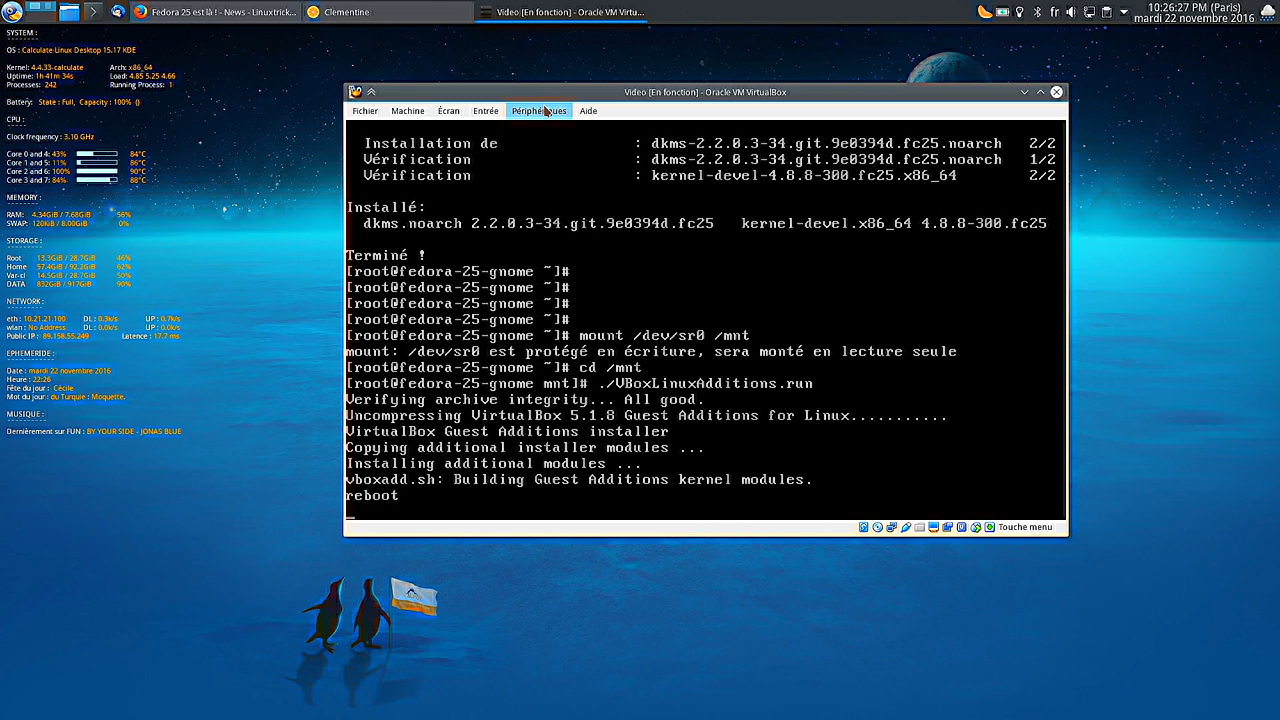 Fedora 25 est là ! - News - Linuxtrick...
Clementine
Video [En fonction] - Oracle VM Virtu...
fr
10:26:27 PM (Paris)
mardi 22 novembre 2016
SYSTEM :
OS : Calculate Linux Desktop 15.17 KDE
Kernel: 4.4.33-calculate Arch: x86_64
Uptime: 1h 41m 34s Load: 4.85 5.25 4.66
Processes: 242 Running Process: 1
Battery: State : Full, Capacity : 100% ()
CPU :
Clock frequency : 3.10 GHz
Core 0 and 4: 43% 84°C
Core 1 and 5: 11% 86°C
Core 2 and 6: 100% 90°C
Core 3 and 7: 84% 88°C
MEMORY :
RAM: 4.34GiB / 7.68GiB 56%
SWAP: 120KiB / 8.00GiB 0%
STORAGE :
Root 13.3GiB / 28.7GiB 46%
Home 57.4GiB / 92.2GiB 62%
Var-cl 14.5GiB / 28.7GiB 50%
DATA 832GiB / 917GiB 90%
NETWORK :
eth : 10.21.21.100 DL : 0.3k/s UP : 0.7k/s
wlan : No Address DL : 0.0k/s UP : 0.0k/s
Public IP : 89.158.55.249 Latence : 17.7 ms
EPHEMERIDE :
Date : mardi 22 novembre 2016
Heure : 22:26
Fête du jour : Cécile
Mot du jour : du Turquie : Moquette.
MUSIQUE :
Dernièrement sur FUN : BY YOUR SIDE - JONAS BLUE
Video [En fonction] - Oracle VM VirtualBox
Fichier Machine Écran Entrée Périphériques Aide
Installation de : dkms-2.2.0.3-34.git.9e0394d.fc25.noarch 2/2
Vérification : dkms-2.2.0.3-34.git.9e0394d.fc25.noarch 1/2
Vérification : kernel-devel-4.8.8-300.fc25.x86_64 2/2
Installé:
dkms.noarch 2.2.0.3-34.git.9e0394d.fc25 kernel-devel.x86_64 4.8.8-300.fc25
Terminé !
[root@fedora-25-gnome ~]#
[root@fedora-25-gnome ~]#
[root@fedora-25-gnome ~]#
[root@fedora-25-gnome ~]#
[root@fedora-25-gnome ~]# mount /dev/sr0 /mnt
mount: /dev/sr0 est protégé en écriture, sera monté en lecture seule
[root@fedora-25-gnome ~]# cd /mnt
[root@fedora-25-gnome mnt]# ./VBoxLinuxAdditions.run
Verifying archive integrity... All good.
Uncompressing VirtualBox 5.1.8 Guest Additions for Linux...........
VirtualBox Guest Additions installer
Copying additional installer modules ...
Installing additional modules ...
vboxadd.sh: Building Guest Additions kernel modules.
reboot
Touche menu